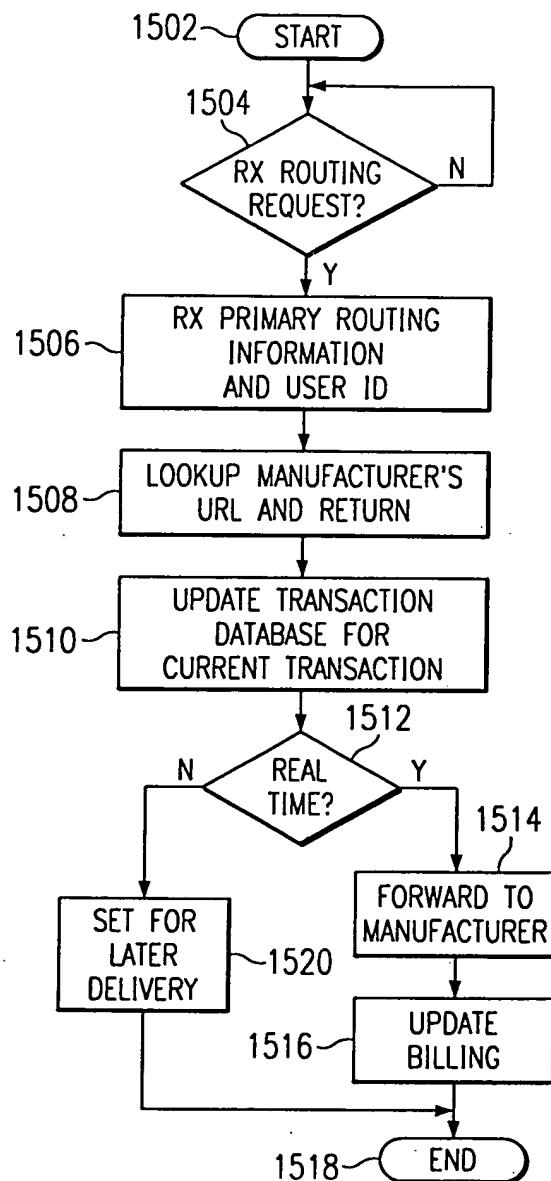 1502
START
1504
RX ROUTING
REQUEST?
N
Y
1506
RX PRIMARY ROUTING
INFORMATION
AND USER ID
1508
LOOKUP MANUFACTURER'S
URL AND RETURN
1510
UPDATE TRANSACTION
DATABASE FOR
CURRENT TRANSACTION
1512
N
REAL
TIME?
Y
1514
FORWARD TO
MANUFACTURER
SET FOR
LATER
DELIVERY
1520
1516
UPDATE
BILLING
1518
END